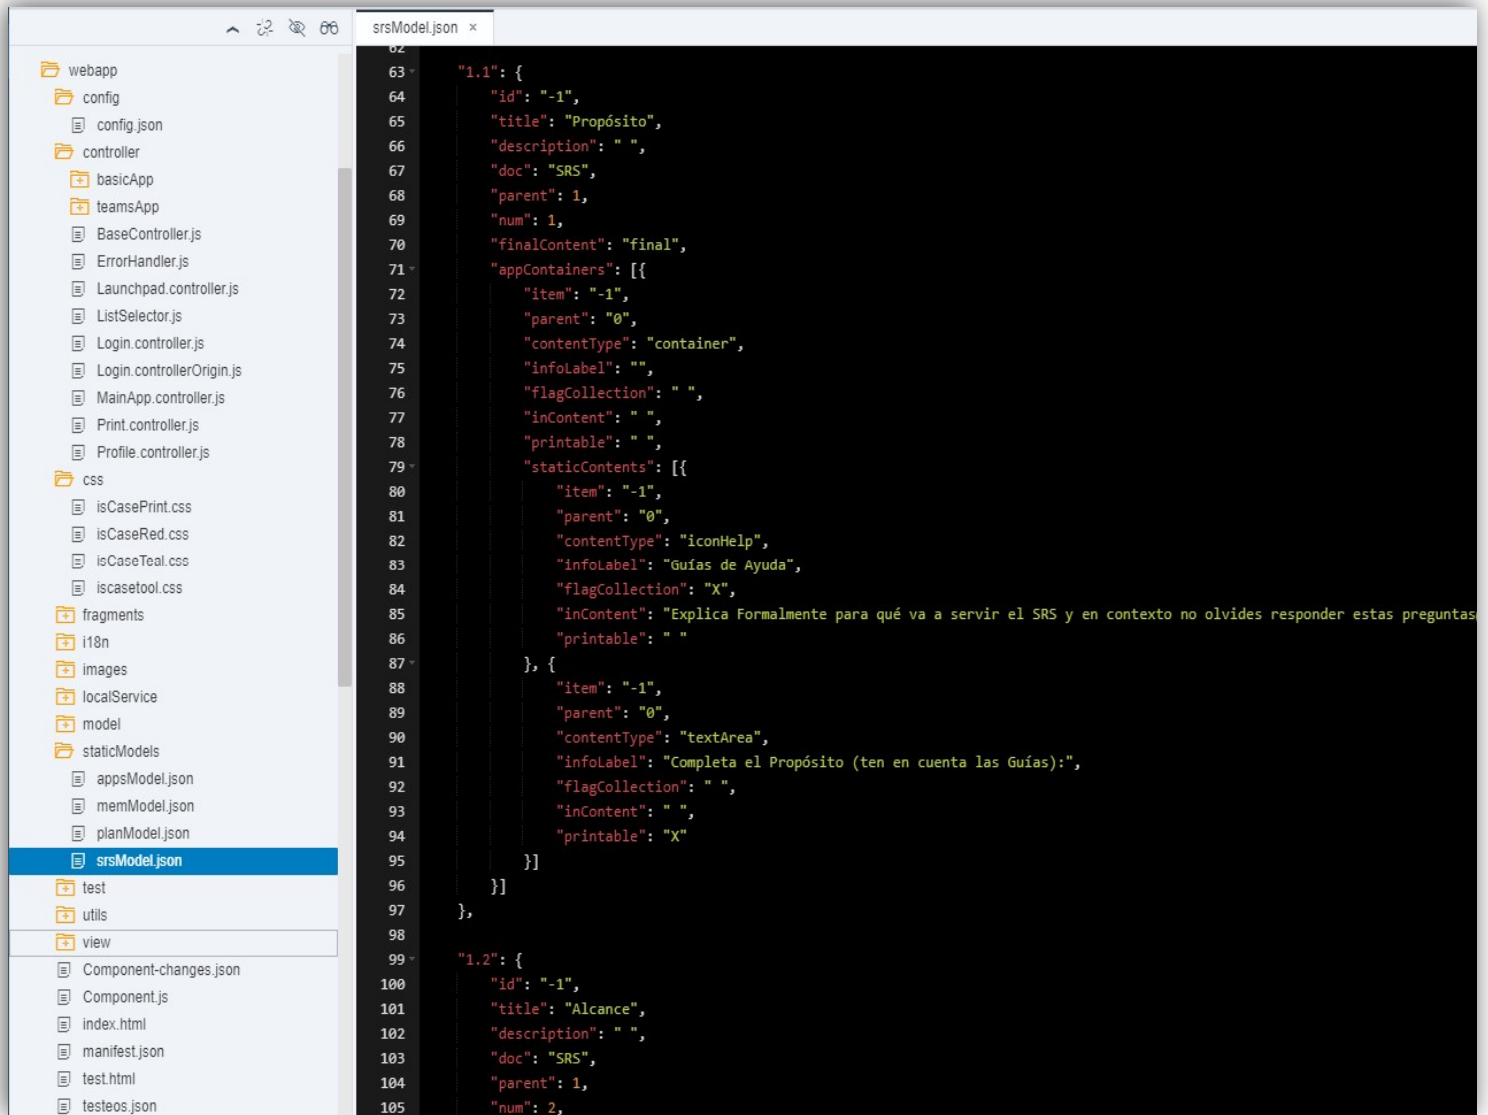 webapp
config
config.json
controller
basicApp
teamsApp
BaseController.js
ErrorHandler.js
Launchpad.controller.js
ListSelector.js
Login.controller.js
Login.controllerOrigin.js
MainApp.controller.js
Print.controller.js
Profile.controller.js
css
isCasePrint.css
isCaseRed.css
isCaseTeal.css
iscasetool.css
fragments
i18n
images
localService
model
staticModels
appsModel.json
memModel.json
planModel.json
srsModel.json
test
utils
view
Component-changes.json
Component.js
index.html
manifest.json
test.html
testeos.json
srsModel.json ×
62
63 "1.1": {
64 "id": "-1",
65 "title": "Propósito",
66 "description": " ",
67 "doc": "SRS",
68 "parent": 1,
69 "num": 1,
70 "finalContent": "final",
71 "appContainers": [{
72 "item": "-1",
73 "parent": "0",
74 "contentType": "container",
75 "infoLabel": "",
76 "flagCollection": " ",
77 "inContent": " ",
78 "printable": " ",
79 "staticContents": [{
80 "item": "-1",
81 "parent": "0",
82 "contentType": "iconHelp",
83 "infoLabel": "Guías de Ayuda",
84 "flagCollection": "X",
85 "inContent": "Explica Formalmente para qué va a servir el SRS y en contexto no olvides responder estas preguntas
86 "printable": " "
87 }, {
88 "item": "-1",
89 "parent": "0",
90 "contentType": "textArea",
91 "infoLabel": "Completa el Propósito (ten en cuenta las Guías):",
92 "flagCollection": " ",
93 "inContent": " ",
94 "printable": "X"
95 }]
96 }]
97 },
98
99 "1.2": {
100 "id": "-1",
101 "title": "Alcance",
102 "description": " ",
103 "doc": "SRS",
104 "parent": 1,
105 "num": 2,